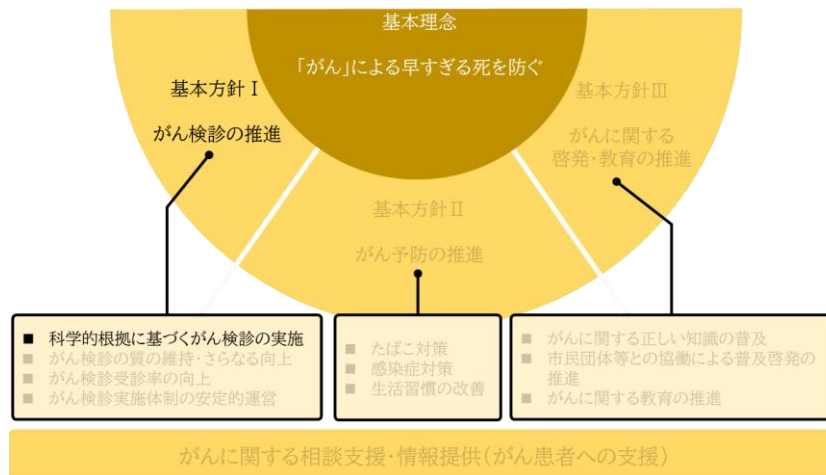 基本理念
「がん」による早すぎる死を防ぐ
基本方針Ⅰ
がん検診の推進
基本方針Ⅱ
がん予防の推進
基本方針Ⅲ
がんに関する
啓発・教育の推進
■ 科学的根拠に基づくがん検診の実施
■ がん検診の質の維持・さらなる向上
■ がん検診受診率の向上
■ がん検診実施体制の安定的運営
■ たばこ対策
■ 感染症対策
■ 生活習慣の改善
■ がんに関する正しい知識の普及
■ 市民団体等との協働による普及啓発の
推進
■ がんに関する教育の推進
がんに関する相談支援・情報提供(がん患者への支援)